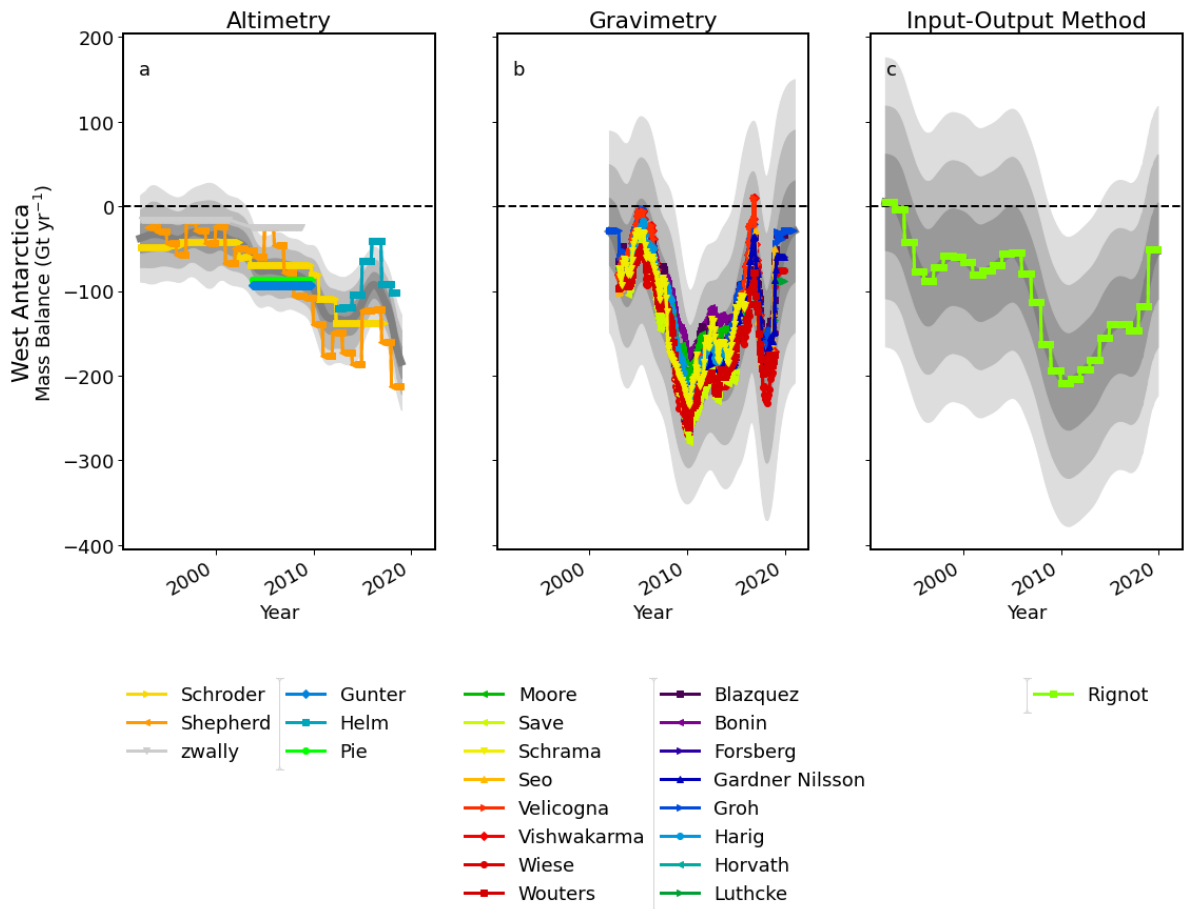 Altimetry
Gravimetry
Input-Output Method
West Antarctica
Mass Balance (Gt yr⁻¹)
200
100
0
−100
−200
−300
−400
a
b
c
2000
2010
2020
Year
2000
2010
2020
Year
2000
2010
2020
Year
Schroder
Shepherd
zwally
Gunter
Helm
Pie
Moore
Save
Schrama
Seo
Velicogna
Vishwakarma
Wiese
Wouters
Blazquez
Bonin
Forsberg
Gardner Nilsson
Groh
Harig
Horvath
Luthcke
Rignot